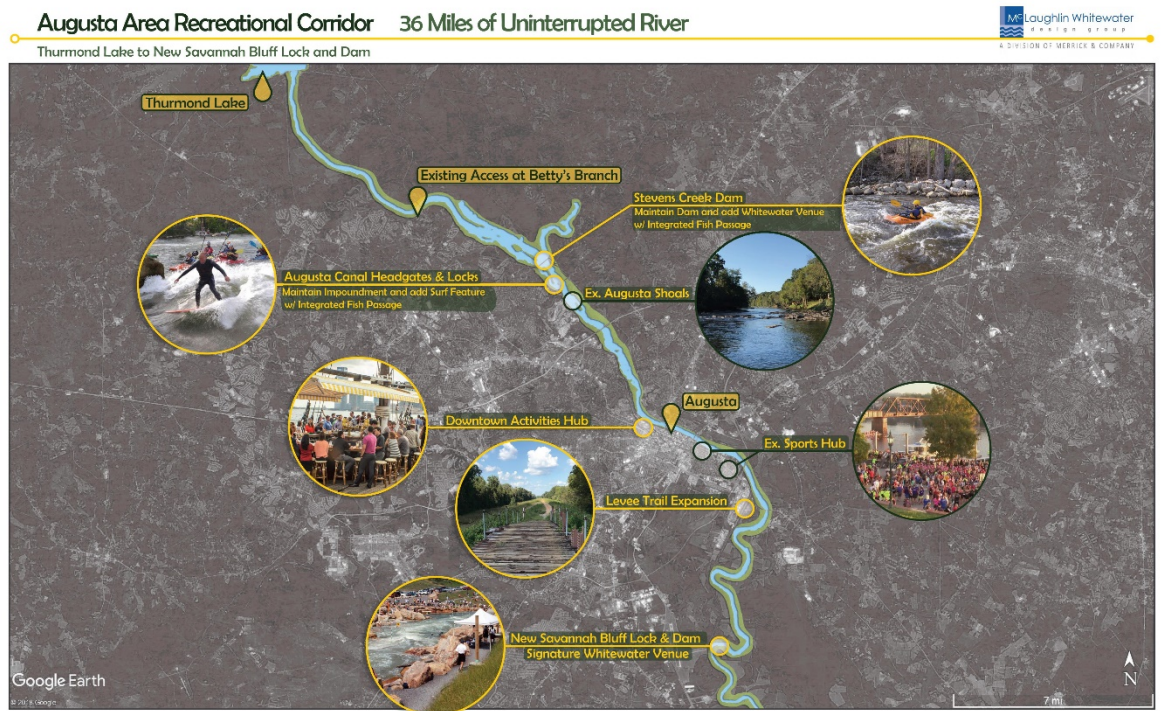 Augusta Area Recreational Corridor 36 Miles of Uninterrupted River
Thurmond Lake to New Savannah Bluff Lock and Dam
McLaughlin Whitewater
design group
A DIVISION OF MERRICK & COMPANY
Thurmond Lake
Existing Access at Betty's Branch
Stevens Creek Dam
Maintain Dam and add Whitewater Venue
w/ Integrated Fish Passage
Augusta Canal Headgates & Locks
Maintain Impoundment and add Surf Feature
w/ Integrated Fish Passage
Ex. Augusta Shoals
Augusta
Downtown Activities Hub
Ex. Sports Hub
Levee Trail Expansion
New Savannah Bluff Lock & Dam
Signature Whitewater Venue
Google Earth
© 2018 Google
N
7 mi